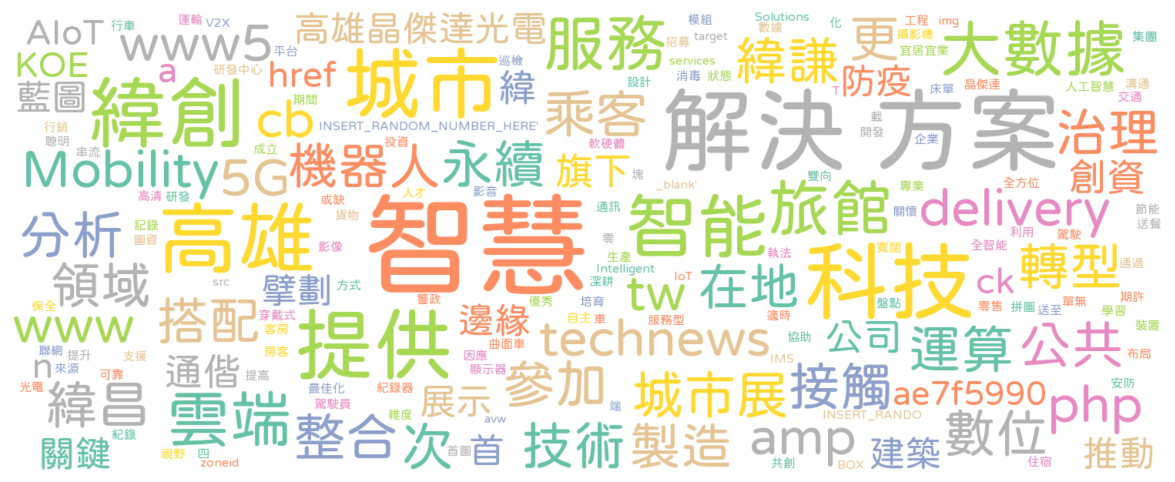 AIoT
運輸
V2X
高雄晶傑達光電
服務
Solutions
模組
化
工程
img
大數據
集團
行車
www5
平台
target
數據
更
攝影機
宜居宜業
KOE
a
研發中心
href
城市
巡檢
緯
招募
services
緯謙
防疫
人工智慧
溝通
交通
藍圖
緯創
期間
cb
INSERT_RANDOM_NUMBER_HERE'
設計
消毒
狀態
床單
晶傑達
T
乘客
解決方案
載
開發
企業
治理
行銷
聰明
串流
成立
投資
機器人
永續
軟硬體
旗下
塊
Mobility
5G
高清
研發
人才
影音
_blank'
雙向
專業
全方位
創資
分析
記錄
圖資
高雄
或缺
貨物
影像
智慧
通訊
零
智能
旅館
關懷
delivery
利用
駕駛
節能
送餐
生產
執法
寬闊
全智能
領域
src
擘劃
方式
警政
Intelligent
深耕
IoT
在地
科技
ck
轉型
通過
保全
搭配
穿戴式
客房
提供
邊緣
優秀
培育
自主
車
tw
服務型
籌時
盤點
零售
拼圖
送至
單無
期許
學習
裝置
www
聯網
提升
支援
房客
曲面車
technews
協助
公司
運算
公共
布局
n
來源
通偕
提高
因應
顯示器
IMS
光電
可靠
緯昌
最佳化
駕駛員
紀錄器
參加
城市展
接觸
ae7f5990
安防
php
雲端
維度
展示
avw
端
INSERT_RANDO
紀錄
關鍵
視野
四
zoneid
整合
次
首圖
首
技術
製造
amp
共創
BOX
建築
數位
住宿
推動